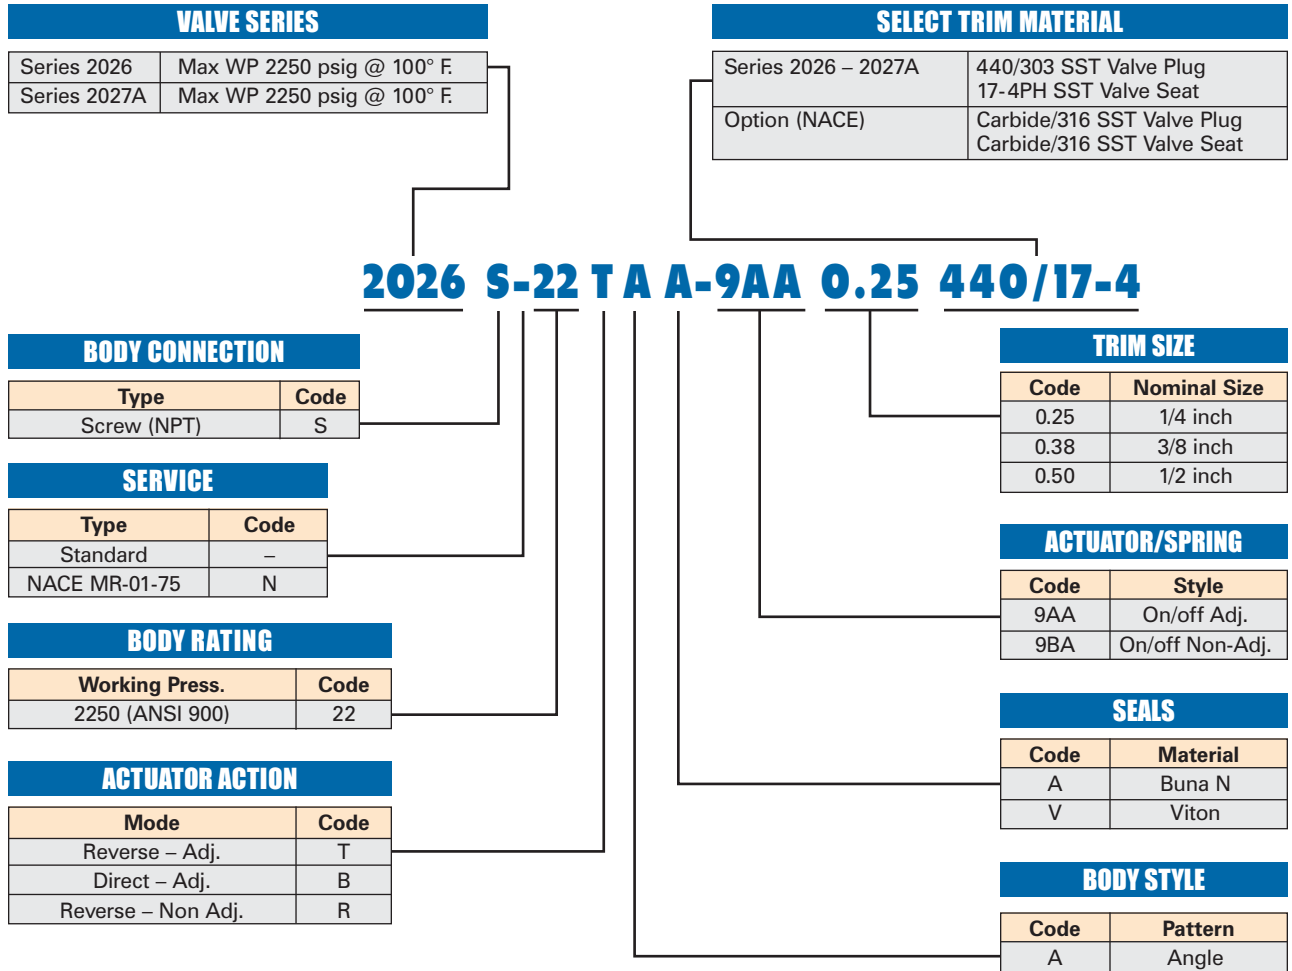 VALVE SERIES
Series 2026 Max WP 2250 psig @ 100° F.
Series 2027A Max WP 2250 psig @ 100° F.
SELECT TRIM MATERIAL
Series 2026 – 2027A 440/303 SST Valve Plug
17-4PH SST Valve Seat
Option (NACE) Carbide/316 SST Valve Plug
Carbide/316 SST Valve Seat
2026 S-22 T A A-9AA 0.25 440/17-4
BODY CONNECTION
Type Code
Screw (NPT) S
SERVICE
Type Code
Standard –
NACE MR-01-75 N
BODY RATING
Working Press. Code
2250 (ANSI 900) 22
ACTUATOR ACTION
Mode Code
Reverse – Adj. T
Direct – Adj. B
Reverse – Non Adj. R
TRIM SIZE
Code Nominal Size
0.25 1/4 inch
0.38 3/8 inch
0.50 1/2 inch
ACTUATOR/SPRING
Code Style
9AA On/off Adj.
9BA On/off Non-Adj.
SEALS
Code Material
A Buna N
V Viton
BODY STYLE
Code Pattern
A Angle